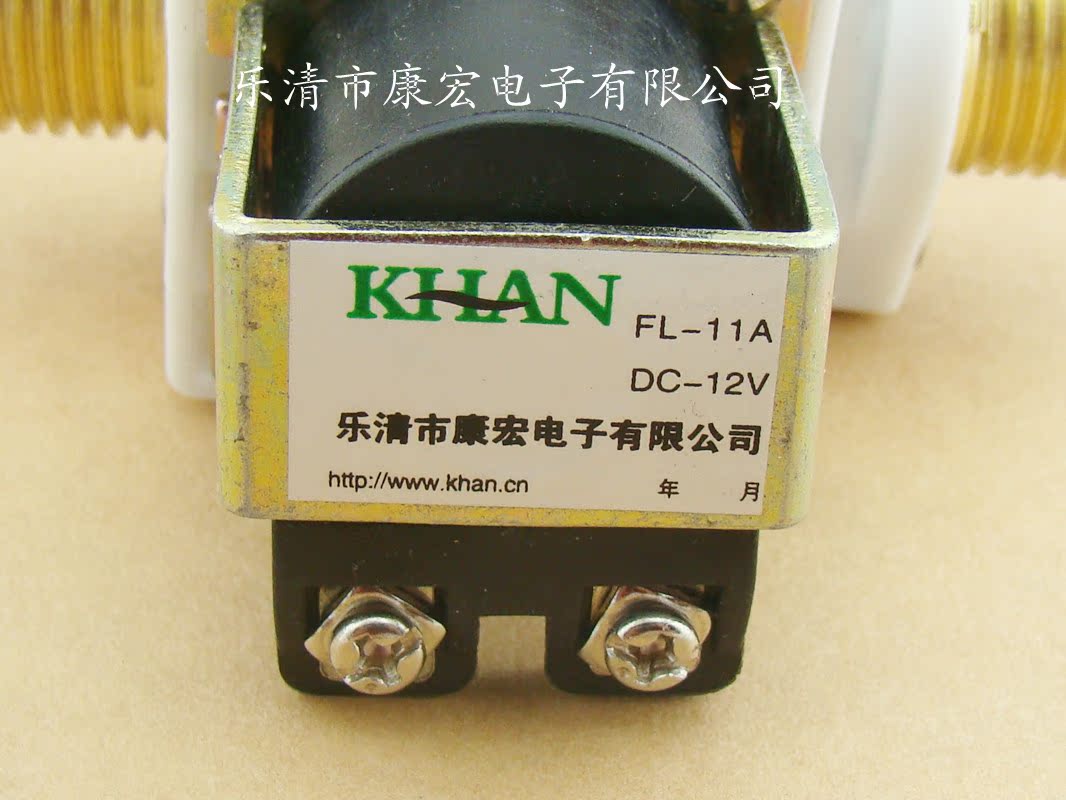 乐清市康宏电子有限公司
KHAN
FL-11A
DC-12V
乐清市康宏电子有限公司
http://www.khan.cn 年 月